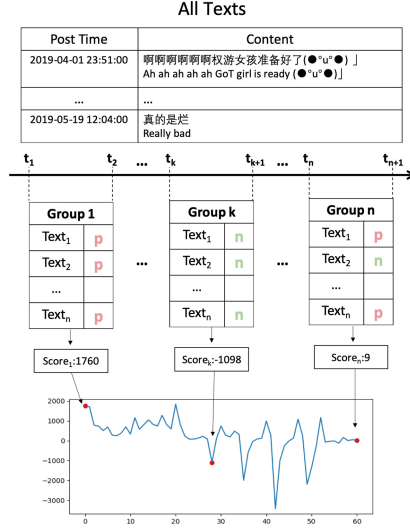 All Texts
Post Time Content
2019-04-01 23:51:00 啊啊啊啊啊啊权游女孩准备好了(●°u°●) 」
Ah ah ah ah ah GoT girl is ready (●°u°●)」
... ...
2019-05-19 12:04:00 真的是烂
Really bad
t1 t2 ... tk tk+1 ... tn tn+1
Group 1 Group k Group n
Text1 p Text1 n Text1 p
Text2 p ... Text2 n ... Text2 n
... ... ...
Textn p Textn n Textn p
Score1:1760 Scorek:-1098 Scoren:9
2000
1000
0
−1000
−2000
−3000
0 10 20 30 40 50 60